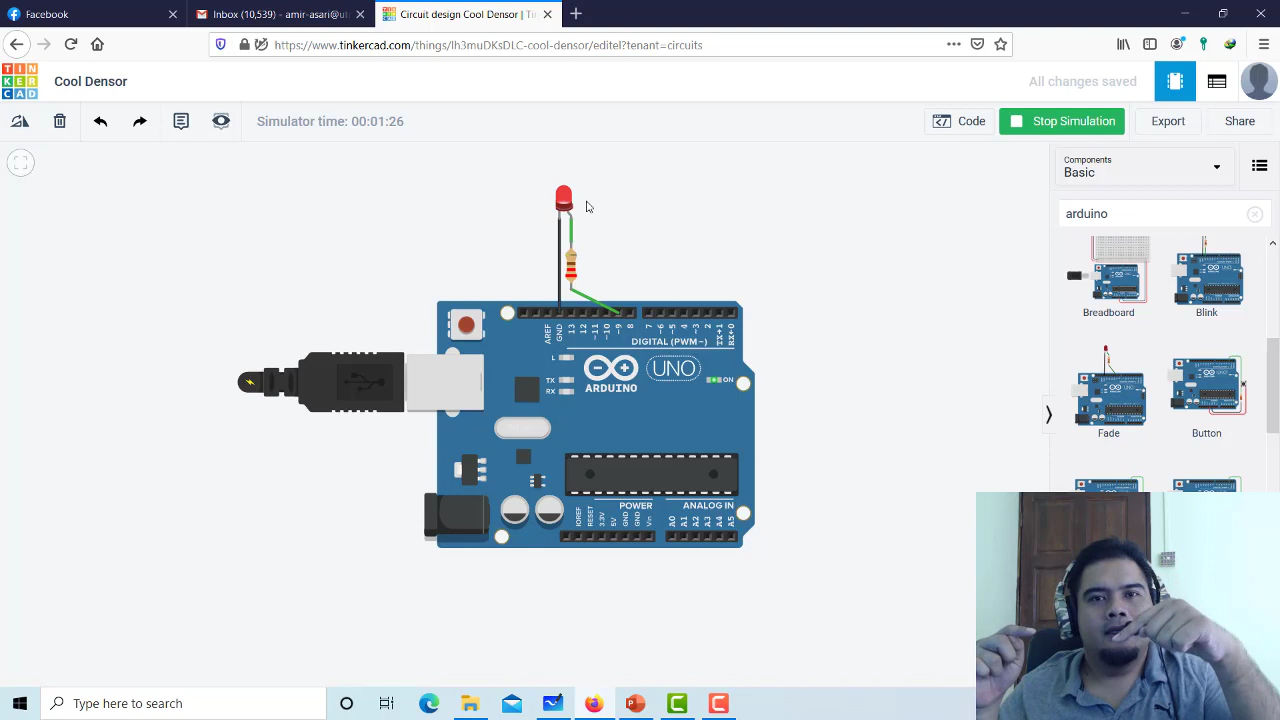 Facebook
Inbox (10,539) - amir-asari@ut
Circuit design Cool Densor | Tin
https://www.tinkercad.com/things/lh3muDKsDLC-cool-densor/editel?tenant=circuits
TIN
KER
CAD
Cool Densor
All changes saved
Simulator time: 00:01:26
Code
Stop Simulation
Export
Share
Components
Basic
arduino
Breadboard
Blink
Fade
Button
AREF
GND
13
12
~11
~10
~9
8
7
~6
~5
4
~3
2
TX→1
RX←0
DIGITAL (PWM~)
L
TX
RX
UNO
ARDUINO
ON
POWER
ANALOG IN
IOREF
RESET
3.3V
5V
GND
GND
Vin
A0
A1
A2
A3
A4
A5
Type here to search